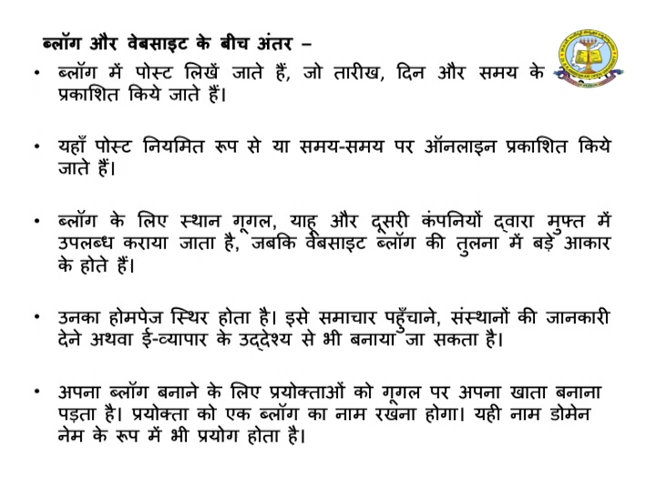 ब्लॉग और वेबसाइट के बीच अंतर –
• ब्लॉग में पोस्ट लिखें जाते हैं, जो तारीख, दिन और समय के
प्रकाशित किये जाते हैं।
• यहाँ पोस्ट नियमित रूप से या समय-समय पर ऑनलाइन प्रकाशित किये
जाते हैं।
• ब्लॉग के लिए स्थान गूगल, याहू और दूसरी कंपनियों द्वारा मुफ्त में
उपलब्ध कराया जाता है, जबकि वेबसाइट ब्लॉग की तुलना में बड़े आकार
के होते हैं।
• उनका होमपेज स्थिर होता है। इसे समाचार पहुँचाने, संस्थानों की जानकारी
देने अथवा ई-व्यापार के उद्देश्य से भी बनाया जा सकता है।
• अपना ब्लॉग बनाने के लिए प्रयोक्ताओं को गूगल पर अपना खाता बनाना
पड़ता है। प्रयोक्ता को एक ब्लॉग का नाम रखना होगा। यही नाम डोमेन
नेम के रूप में भी प्रयोग होता है।